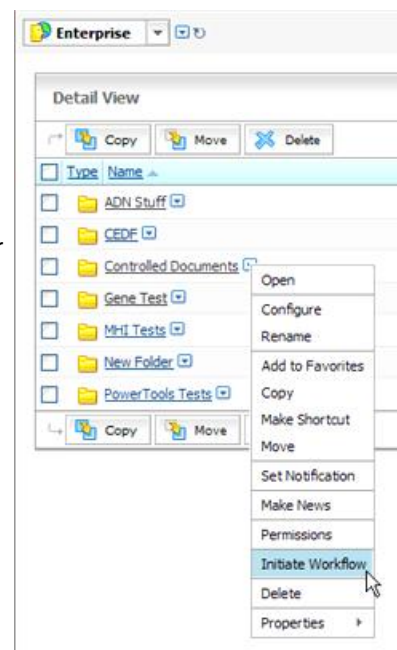 Enterprise
Detail View
Copy Move Delete
Type Name
ADN Stuff
CEDF
Controlled Documents
Gene Test
MHI Tests
New Folder
PowerTools Tests
Copy Move
Open
Configure
Rename
Add to Favorites
Copy
Make Shortcut
Move
Set Notification
Make News
Permissions
Initiate Workflow
Delete
Properties